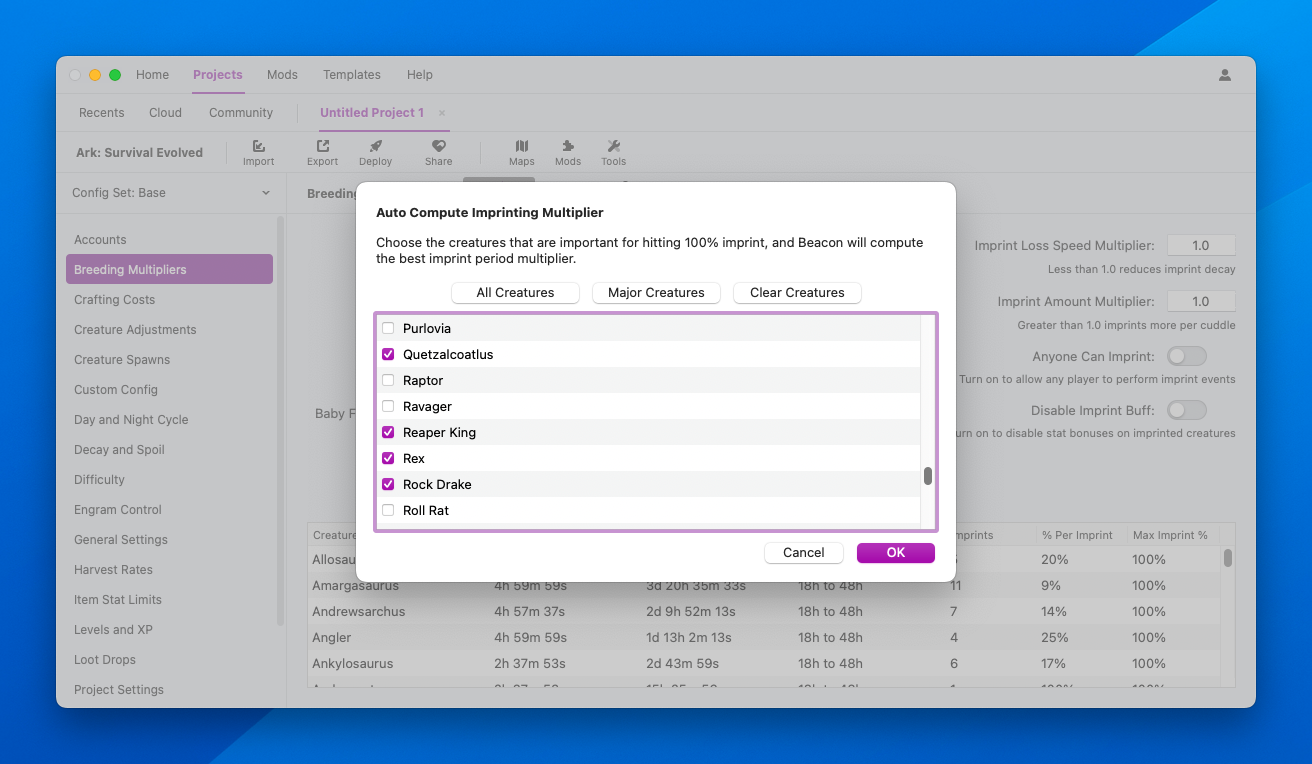 Home Projects Mods Templates Help
Recents Cloud Community Untitled Project 1 ×
Ark: Survival Evolved Import Export Deploy Share Maps Mods Tools
Config Set: Base
Breeding
Accounts
Breeding Multipliers
Crafting Costs
Creature Adjustments
Creature Spawns
Custom Config
Day and Night Cycle
Decay and Spoil
Difficulty
Engram Control
General Settings
Harvest Rates
Item Stat Limits
Levels and XP
Loot Drops
Project Settings
Auto Compute Imprinting Multiplier
Choose the creatures that are important for hitting 100% imprint, and Beacon will compute
the best imprint period multiplier.
All Creatures Major Creatures Clear Creatures
Purlovia
Quetzalcoatlus
Raptor
Ravager
Reaper King
Rex
Rock Drake
Roll Rat
Cancel OK
Imprint Loss Speed Multiplier: 1.0
Less than 1.0 reduces imprint decay
Imprint Amount Multiplier: 1.0
Greater than 1.0 imprints more per cuddle
Anyone Can Imprint:
Turn on to allow any player to perform imprint events
Disable Imprint Buff:
urn on to disable stat bonuses on imprinted creatures
Baby F
Creature mprints % Per Imprint Max Imprint %
Allosau 20% 100%
Amargasaurus 4h 59m 59s 3d 20h 35m 33s 18h to 48h 11 9% 100%
Andrewsarchus 4h 57m 37s 2d 9h 52m 13s 18h to 48h 7 14% 100%
Angler 4h 59m 59s 1d 13h 2m 13s 18h to 48h 4 25% 100%
Ankylosaurus 2h 37m 53s 2d 43m 59s 18h to 48h 6 17% 100%